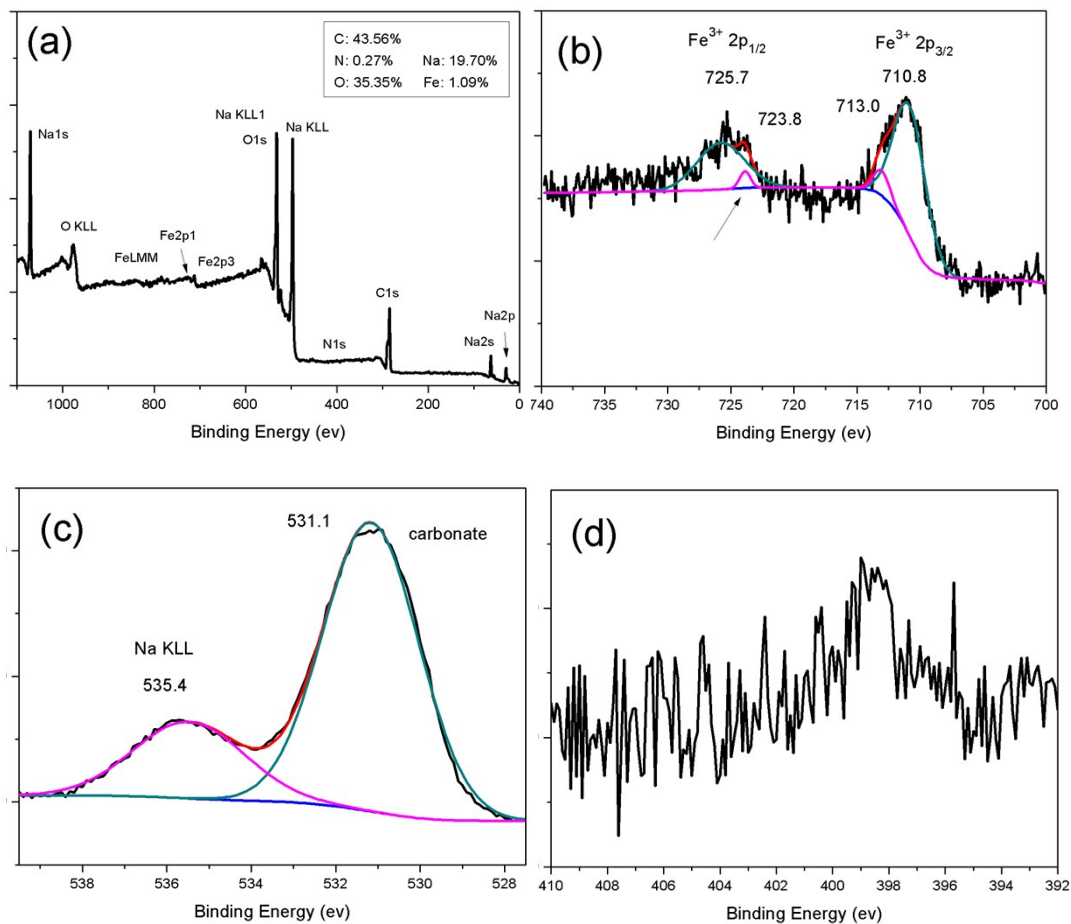 (a)
C: 43.56%
N: 0.27% Na: 19.70%
O: 35.35% Fe: 1.09%
Na1s
O KLL
FeLMM
Fe2p1
Fe2p3
Na KLL1
O1s
Na KLL
N1s
C1s
Na2s
Na2p
1000 800 600 400 200 0
Binding Energy (ev)
(b)
Fe³⁺ 2p1/2
725.7
723.8
Fe³⁺ 2p3/2
710.8
713.0
740 735 730 725 720 715 710 705 700
Binding Energy (ev)
(c)
531.1
carbonate
Na KLL
535.4
538 536 534 532 530 528
Binding Energy (ev)
(d)
410 408 406 404 402 400 398 396 394 392
Binding Energy (ev)